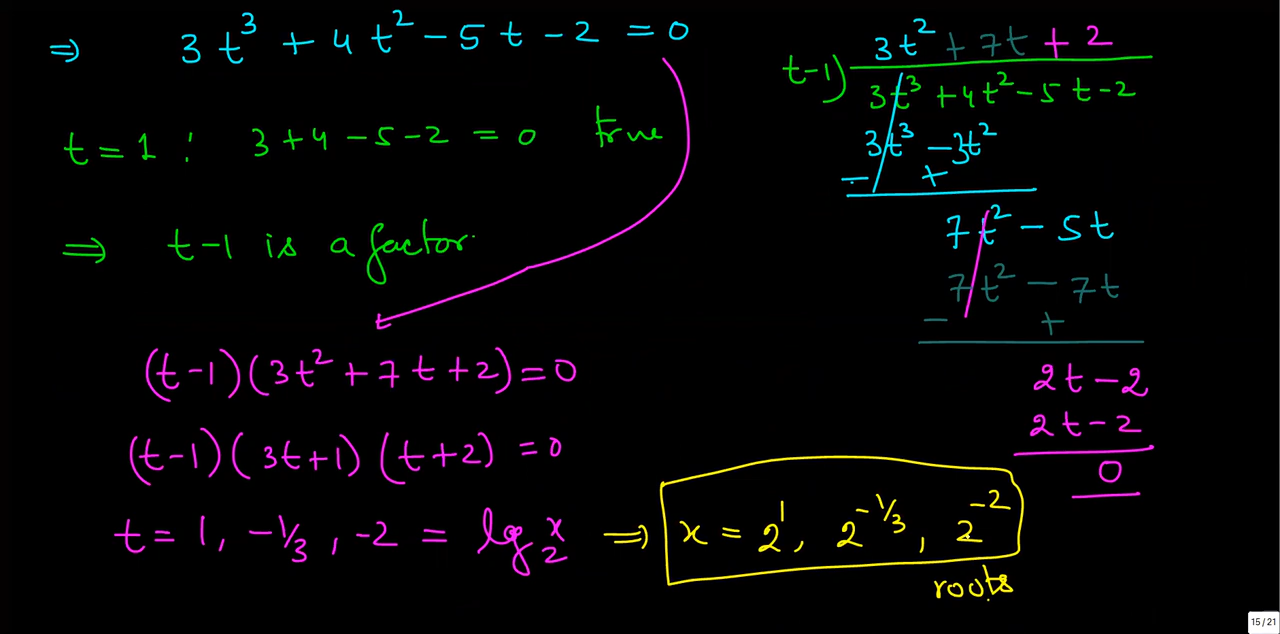 ⇒ 3t³ + 4t² - 5t - 2 = 0
t = 1 : 3 + 4 - 5 - 2 = 0 true
⇒ t-1 is a factor.
(t-1)(3t² + 7t + 2) = 0
(t-1)(3t+1)(t+2) = 0
t = 1, -1/3, -2 = log₂ x ⇒ x = 2¹, 2^(-1/3), 2^(-2)
roots
3t² + 7t + 2
t-1) 3t³ + 4t² - 5t - 2
3t³ - 3t²
- +
7t² - 5t
7t² - 7t
- +
2t - 2
2t - 2
0
15 / 21